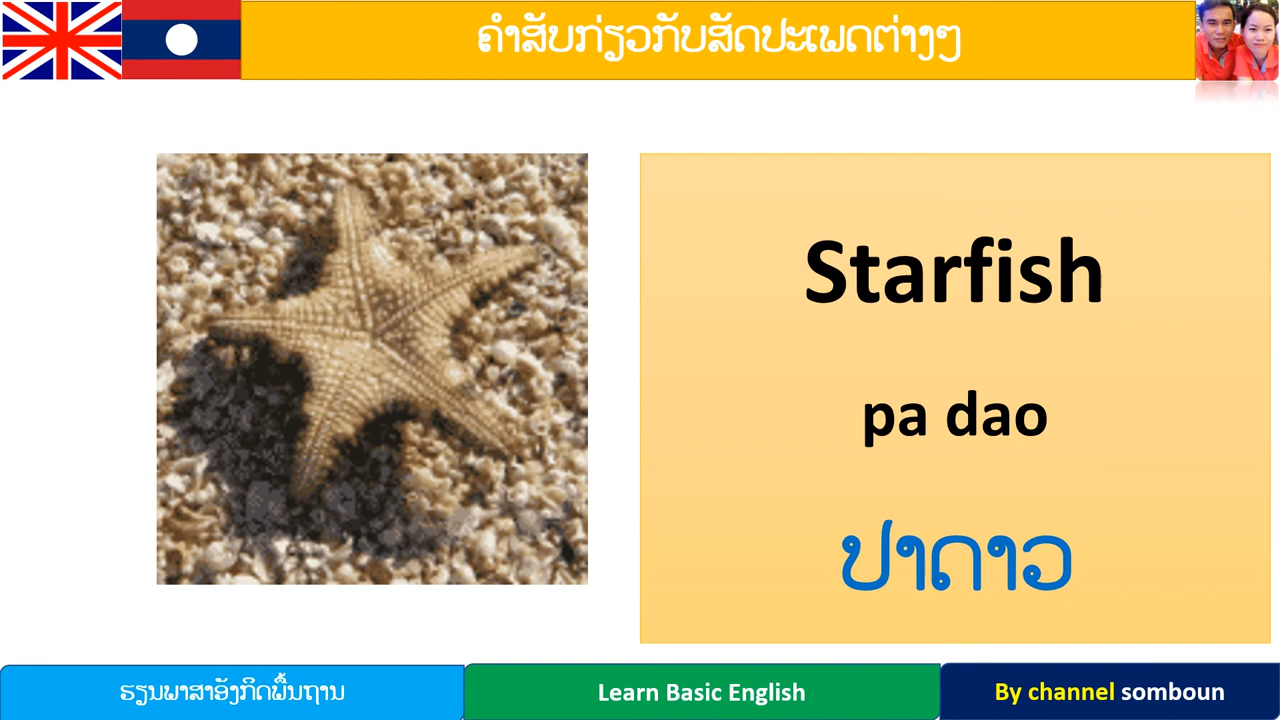 ຄຳສັບກ່ຽວກັບສັດປະເພດຕ່າງໆ
Starfish
pa dao
ປາດາວ
ຮຽນພາສາອັງກິດພື້ນຖານ
Learn Basic English
By channel somboun